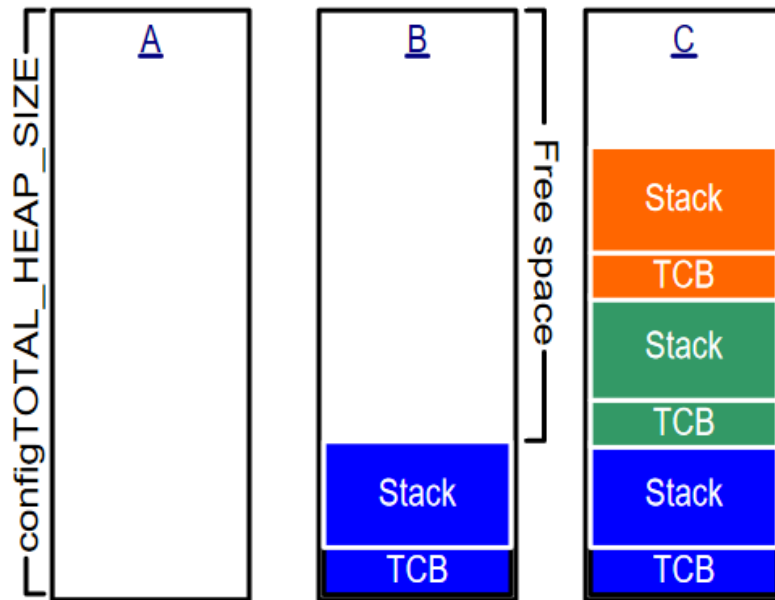 configTOTAL_HEAP_SIZE
A
B
Stack
TCB
Free space
C
Stack
TCB
Stack
TCB
Stack
TCB